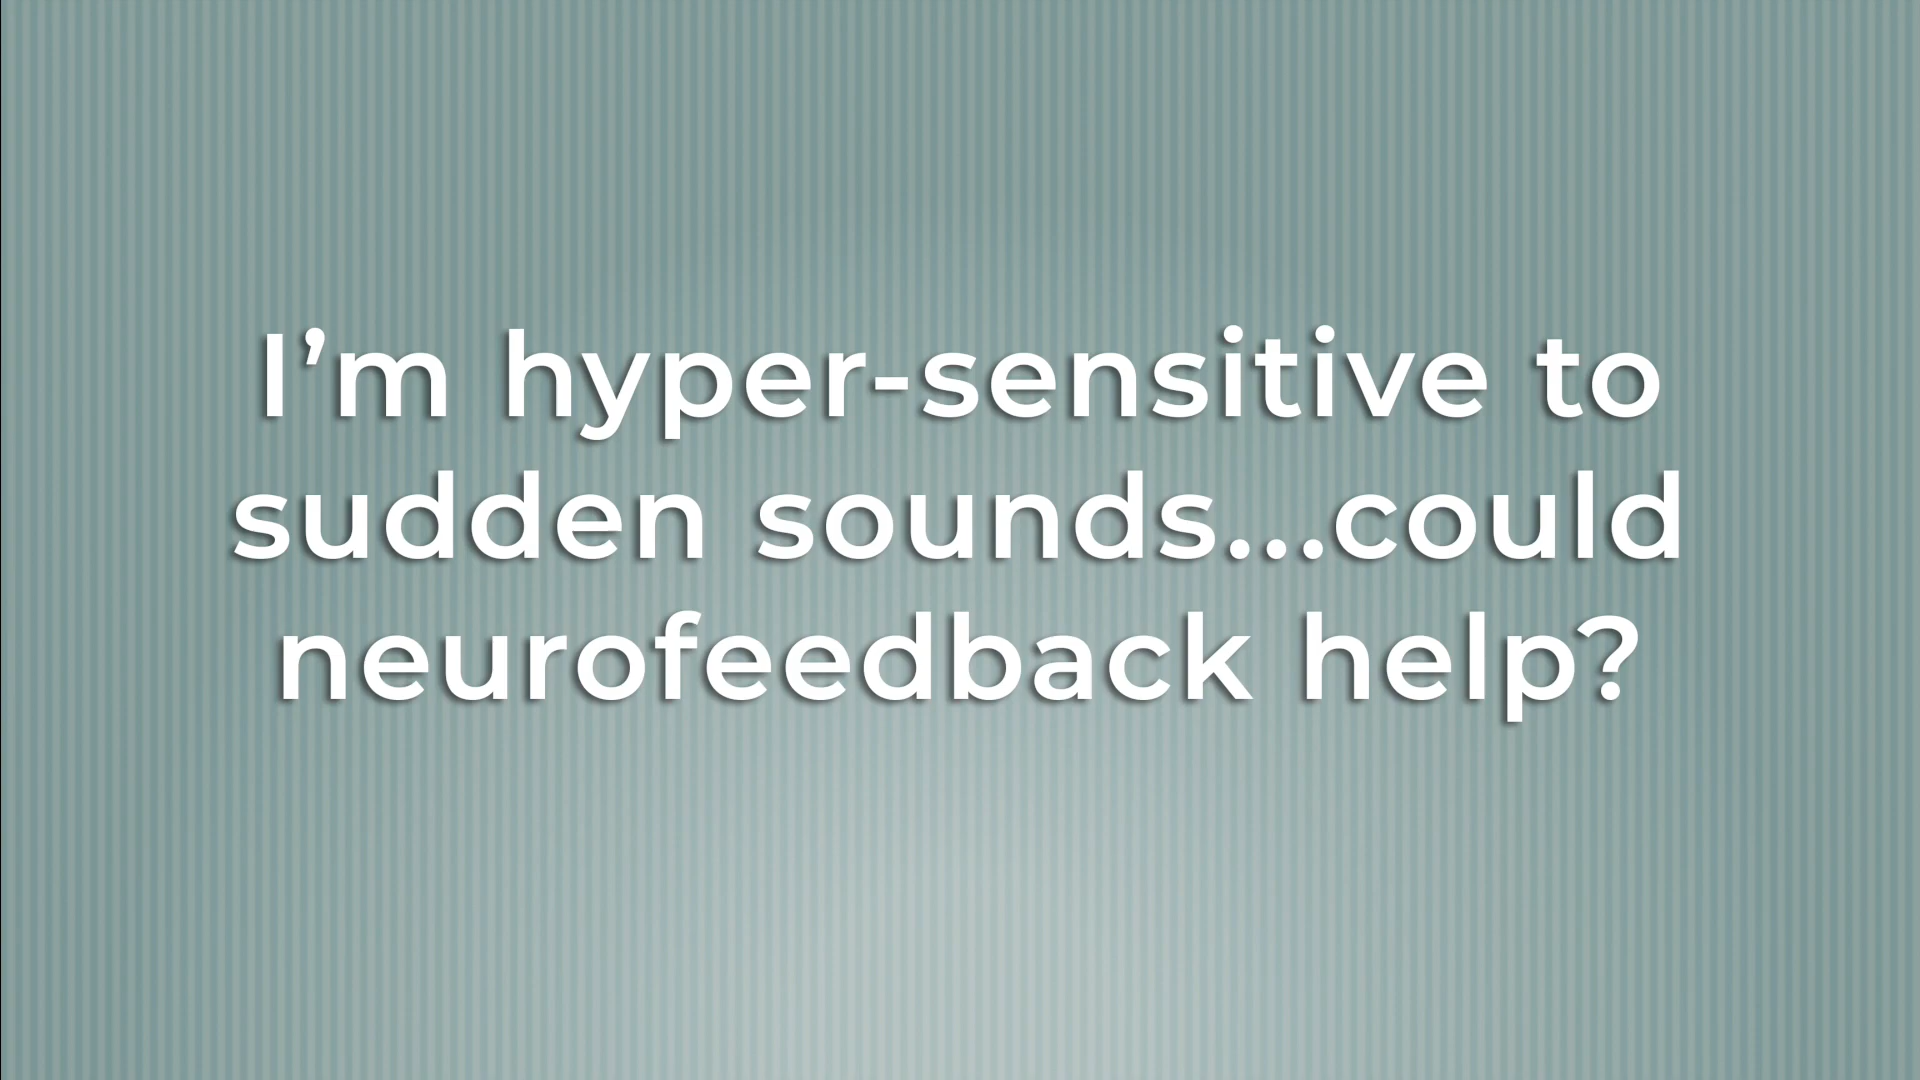 I’m hyper-sensitive to
sudden sounds...could
neurofeedback help?